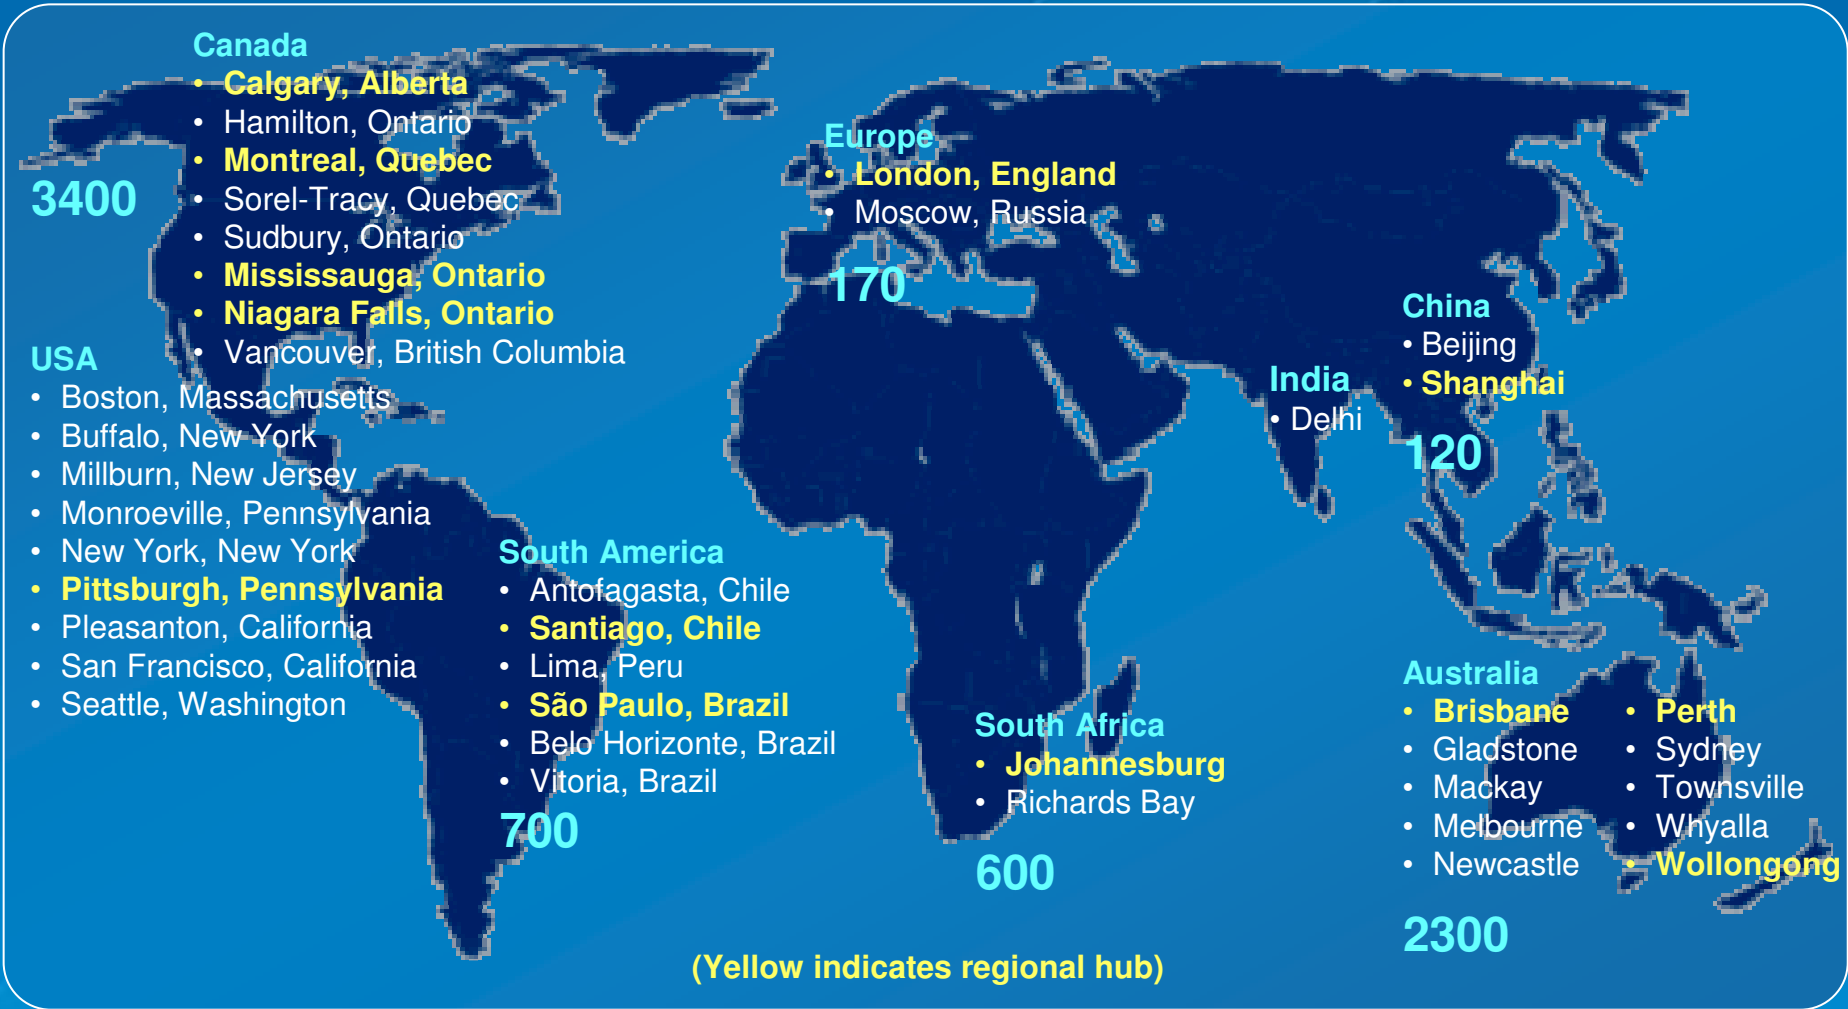 Canada
• Calgary, Alberta
• Hamilton, Ontario
• Montreal, Quebec
• Sorel-Tracy, Quebec
• Sudbury, Ontario
• Mississauga, Ontario
• Niagara Falls, Ontario
• Vancouver, British Columbia
3400
USA
• Boston, Massachusetts
• Buffalo, New York
• Millburn, New Jersey
• Monroeville, Pennsylvania
• New York, New York
• Pittsburgh, Pennsylvania
• Pleasanton, California
• San Francisco, California
• Seattle, Washington
South America
• Antofagasta, Chile
• Santiago, Chile
• Lima, Peru
• São Paulo, Brazil
• Belo Horizonte, Brazil
• Vitoria, Brazil
700
Europe
• London, England
• Moscow, Russia
170
South Africa
• Johannesburg
• Richards Bay
600
India
• Delhi
China
• Beijing
• Shanghai
120
Australia
• Brisbane
• Gladstone
• Mackay
• Melbourne
• Newcastle
• Perth
• Sydney
• Townsville
• Whyalla
• Wollongong
2300
(Yellow indicates regional hub)